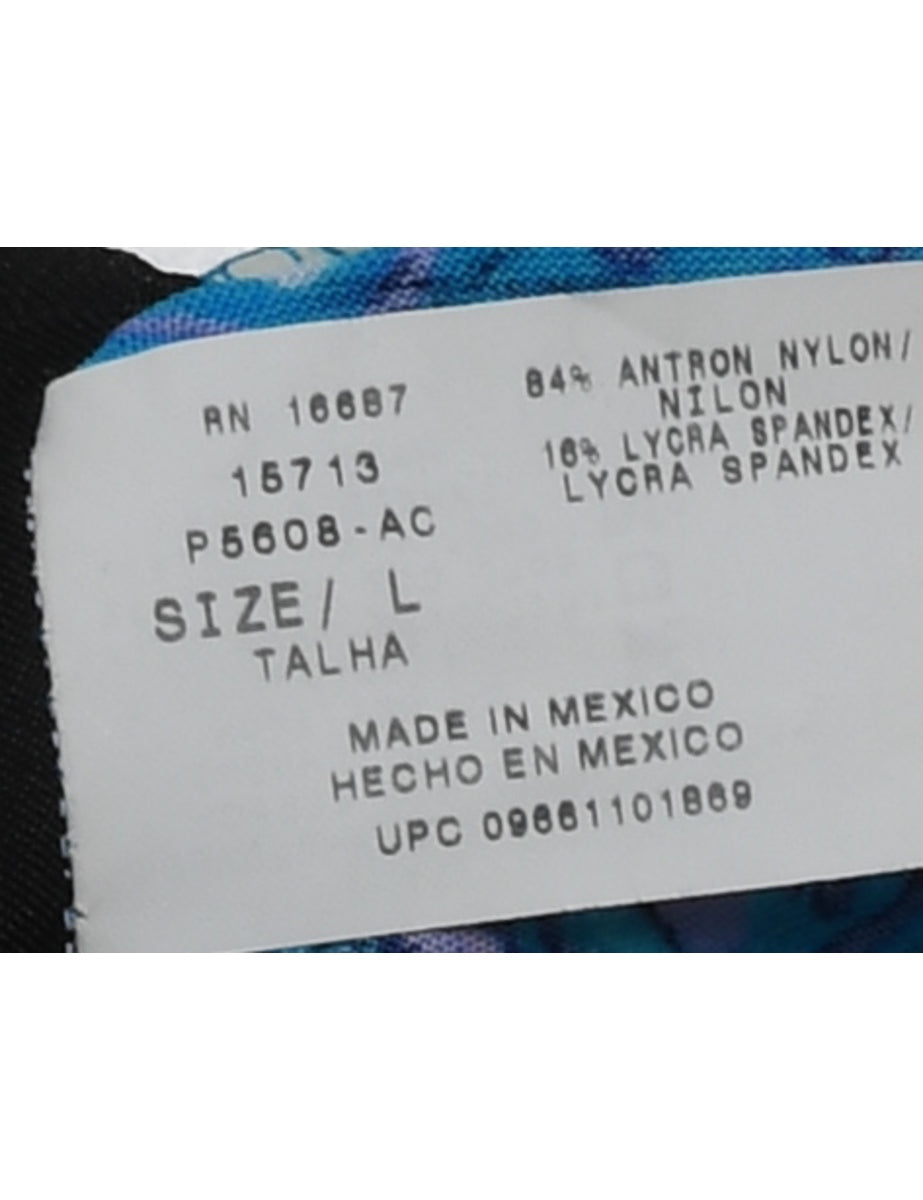 RN 16687
15713
P5608-AC
SIZE/ L
TALHA
84% ANTRON NYLON/
NILON
16% LYCRA SPANDEX/
LYCRA SPANDEX
MADE IN MEXICO
HECHO EN MEXICO
UPC 09661101869